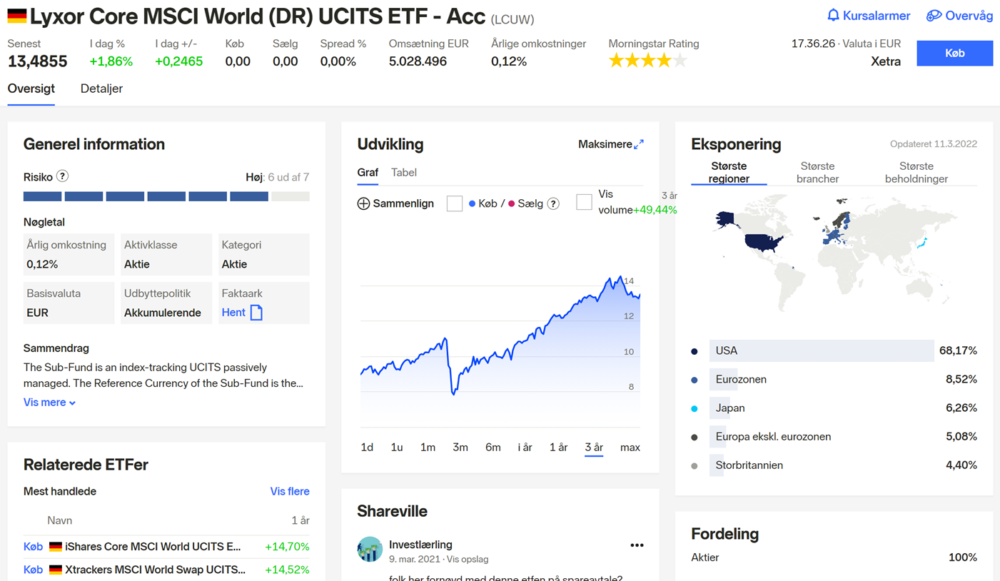 Lyxor Core MSCI World (DR) UCITS ETF - Acc (LCUW)
Kursalarmer
Overvåg
Senest
I dag %
I dag +/-
Køb
Sælg
Spread %
Omsætning EUR
Årlige omkostninger
Morningstar Rating
17.36.26 · Valuta i EUR
13,4855
+1,86%
+0,2465
0,00
0,00
0,00%
5.028.496
0,12%
Xetra
Køb
Oversigt
Detaljer
Generel information
Risiko ?
Høj: 6 ud af 7
Nøgletal
Årlig omkostning
0,12%
Aktivklasse
Aktie
Kategori
Aktie
Basisvaluta
EUR
Udbyttepolitik
Akkumulerende
Faktaark
Hent
Sammendrag
The Sub-Fund is an index-tracking UCITS passively
managed. The Reference Currency of the Sub-Fund is the...
Vis mere
Relaterede ETFer
Mest handlede
Vis flere
Navn
1 år
Køb iShares Core MSCI World UCITS E... +14,70%
Køb Xtrackers MSCI World Swap UCITS... +14,52%
Udvikling
Maksimere
Graf
Tabel
Sammenlign
Køb / Sælg ?
Vis
volume
3 år
+49,44%
14
12
10
8
1d
1u
1m
3m
6m
i år
1 år
3 år
max
Shareville
Investlærling
9. mar. 2021 · Vis opslag
folk her fornøyd med denne etfen på spareavtale?
Eksponering
Opdateret 11.3.2022
Største
regioner
Største
brancher
Største
beholdninger
USA 68,17%
Eurozonen 8,52%
Japan 6,26%
Europa ekskl. eurozonen 5,08%
Storbritannien 4,40%
Fordeling
Aktier 100%